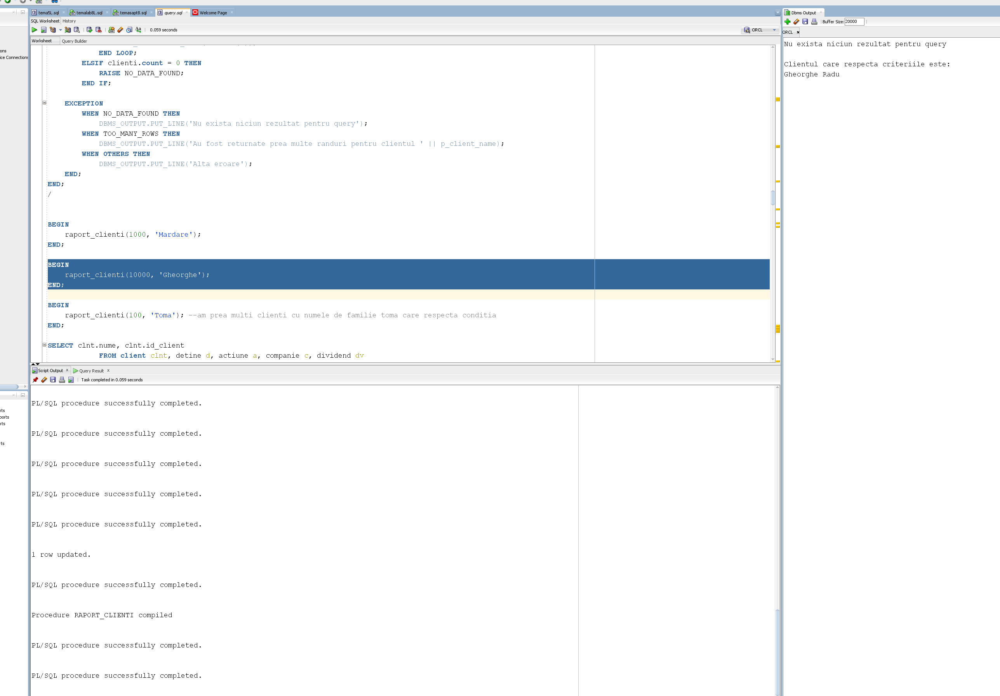 tema5L.sql
temalab8L.sql
temasapt8.sql
query.sql
Welcome Page
SQL Worksheet History
0.059 seconds
ORCL
Worksheet Query Builder
END LOOP;
ELSIF clienti.count = 0 THEN
RAISE NO_DATA_FOUND;
END IF;
EXCEPTION
WHEN NO_DATA_FOUND THEN
DBMS_OUTPUT.PUT_LINE('Nu exista niciun rezultat pentru query');
WHEN TOO_MANY_ROWS THEN
DBMS_OUTPUT.PUT_LINE('Au fost returnate prea multe randuri pentru clientul ' || p_client_name);
WHEN OTHERS THEN
DBMS_OUTPUT.PUT_LINE('Alta eroare');
END;
END;
/
BEGIN
raport_clienti(1000, 'Mardare');
END;
BEGIN
raport_clienti(10000, 'Gheorghe');
END;
BEGIN
raport_clienti(100, 'Toma'); --am prea multi clienti cu numele de familie toma care respecta conditia
END;
SELECT clnt.nume, clnt.id_client
FROM client clnt, detine d, actiune a, companie c, dividend dv
Script Output
Query Result
Task completed in 0.059 seconds
PL/SQL procedure successfully completed.
PL/SQL procedure successfully completed.
PL/SQL procedure successfully completed.
PL/SQL procedure successfully completed.
PL/SQL procedure successfully completed.
1 row updated.
PL/SQL procedure successfully completed.
Procedure RAPORT_CLIENTI compiled
PL/SQL procedure successfully completed.
PL/SQL procedure successfully completed.
Dbms Output
Buffer Size: 20000
ORCL
Nu exista niciun rezultat pentru query
Clientul care respecta criteriile este:
Gheorghe Radu
ons
ice Connections
rts
ports
rts
ts